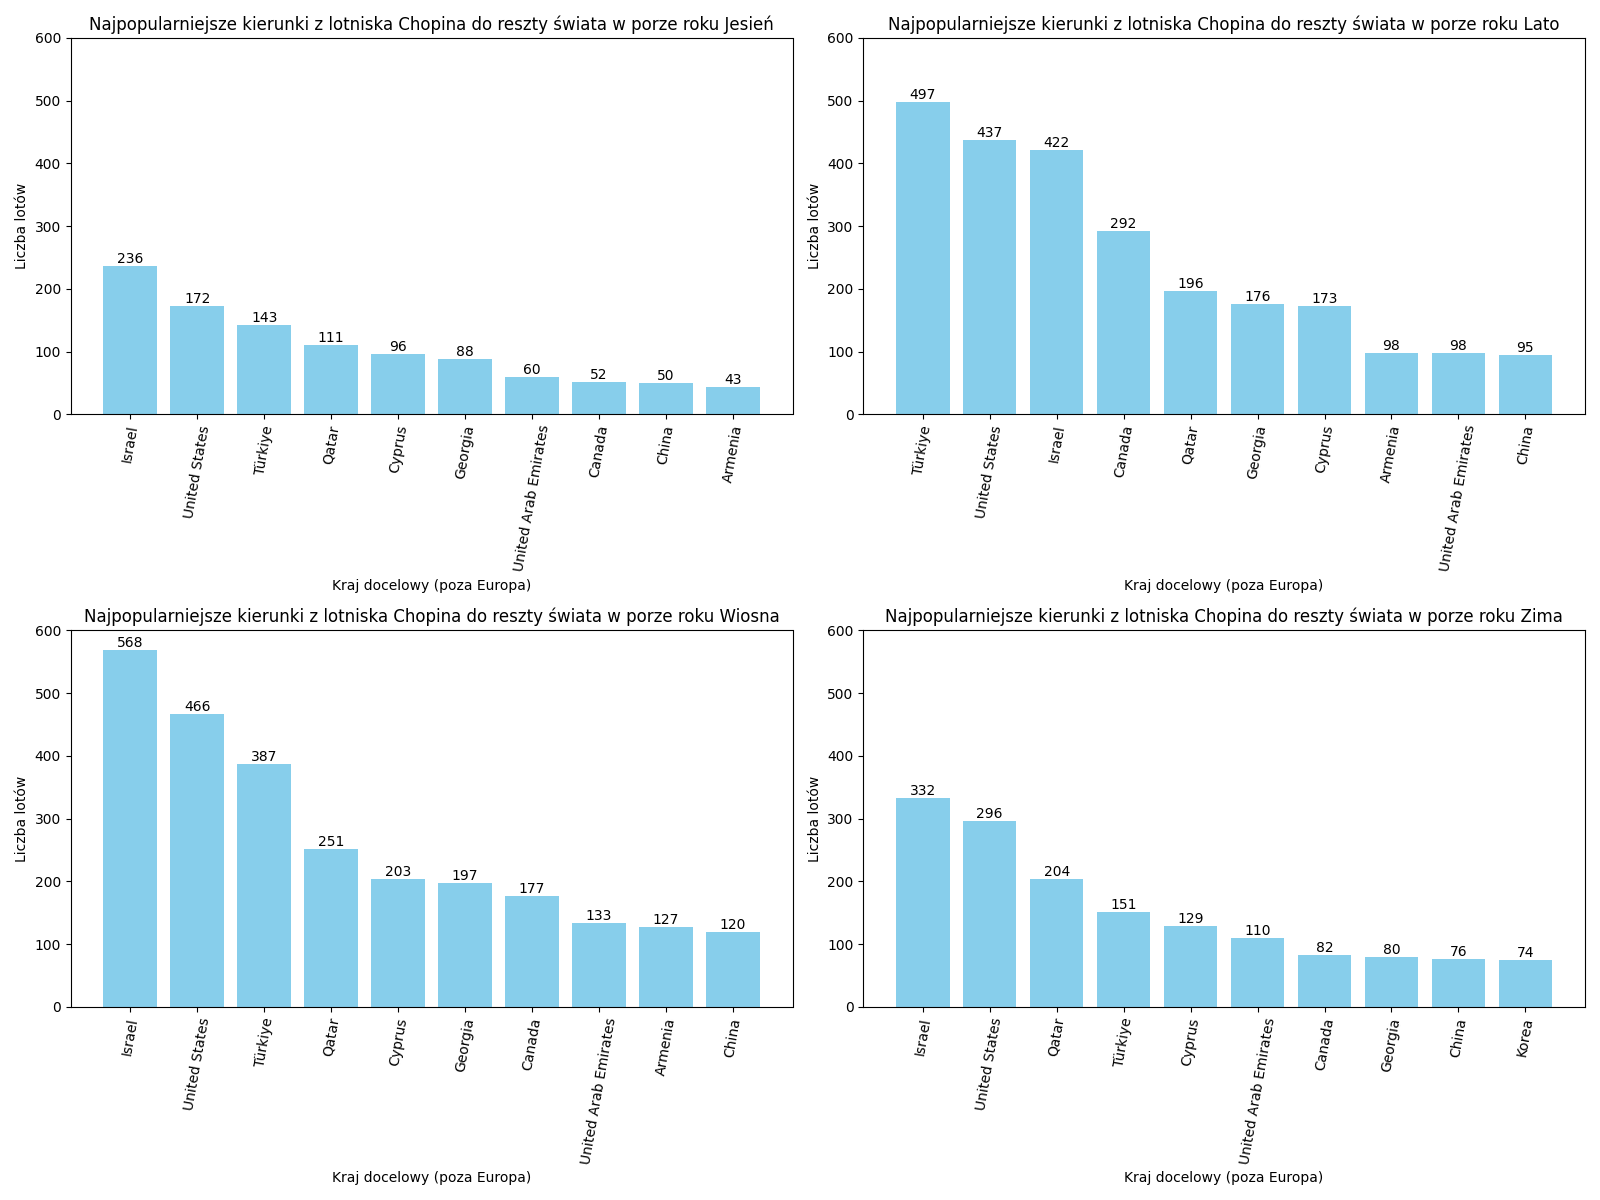 Najpopularniejsze kierunki z lotniska Chopina do reszty świata w porze roku Jesień
Liczba lotów
600
500
400
300
200
100
0
236
172
143
111
96
88
60
52
50
43
Israel
United States
Türkiye
Qatar
Cyprus
Georgia
United Arab Emirates
Canada
China
Armenia
Kraj docelowy (poza Europa)
Najpopularniejsze kierunki z lotniska Chopina do reszty świata w porze roku Lato
Liczba lotów
600
500
400
300
200
100
0
497
437
422
292
196
176
173
98
98
95
Türkiye
United States
Israel
Canada
Qatar
Georgia
Cyprus
Armenia
United Arab Emirates
China
Kraj docelowy (poza Europa)
Najpopularniejsze kierunki z lotniska Chopina do reszty świata w porze roku Wiosna
Liczba lotów
600
500
400
300
200
100
0
568
466
387
251
203
197
177
133
127
120
Israel
United States
Türkiye
Qatar
Cyprus
Georgia
Canada
United Arab Emirates
Armenia
China
Kraj docelowy (poza Europa)
Najpopularniejsze kierunki z lotniska Chopina do reszty świata w porze roku Zima
Liczba lotów
600
500
400
300
200
100
0
332
296
204
151
129
110
82
80
76
74
Israel
United States
Qatar
Türkiye
Cyprus
United Arab Emirates
Canada
Georgia
China
Korea
Kraj docelowy (poza Europa)